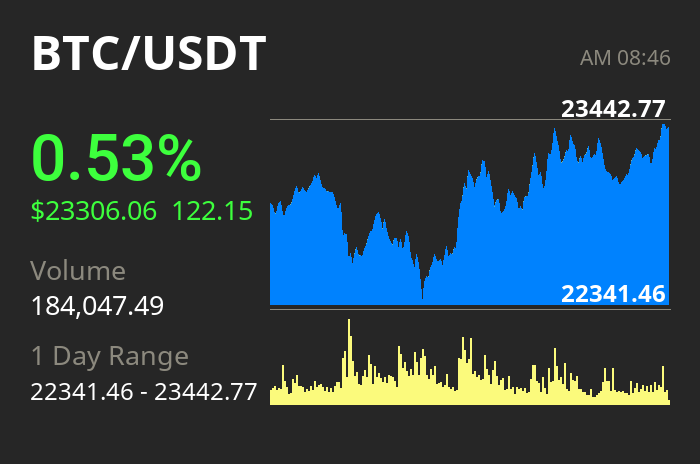 BTC/USDT
AM 08:46
23442.77
0.53%
$23306.06 122.15
Volume
184,047.49
22341.46
1 Day Range
22341.46 - 23442.77